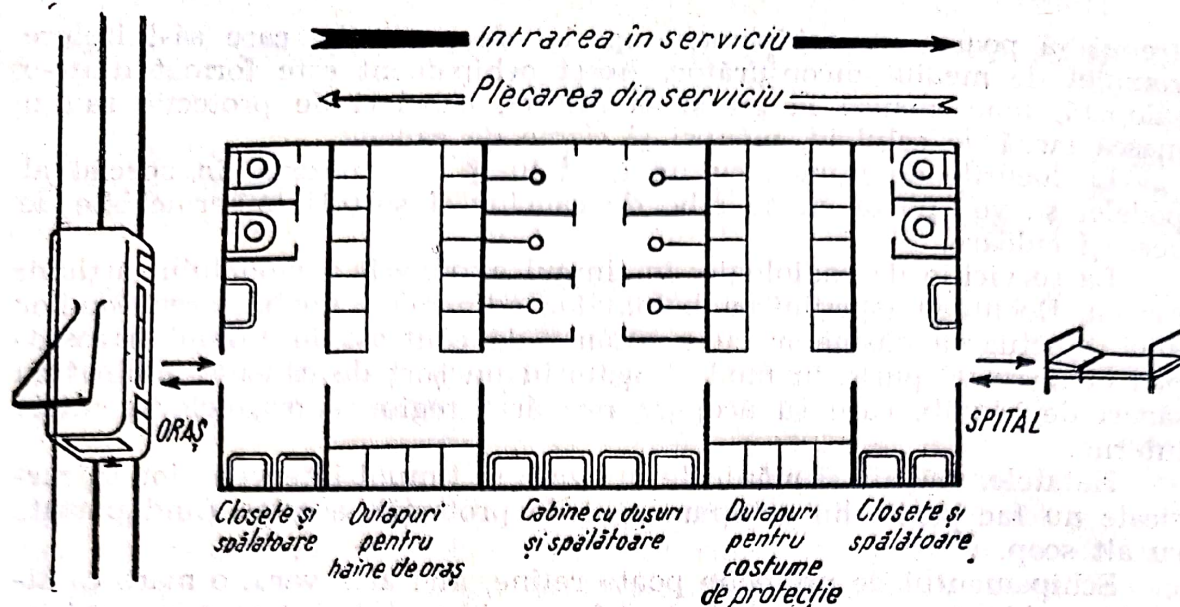 Intrarea în serviciu
Plecarea din serviciu
ORAȘ
SPITAL
Closete și
spălatoare
Dulapuri
pentru
haine de oraș
Cabine cu dușuri
și spălătoare
Dulapuri
pentru
costume
de protecție
Closete și
spălătoare